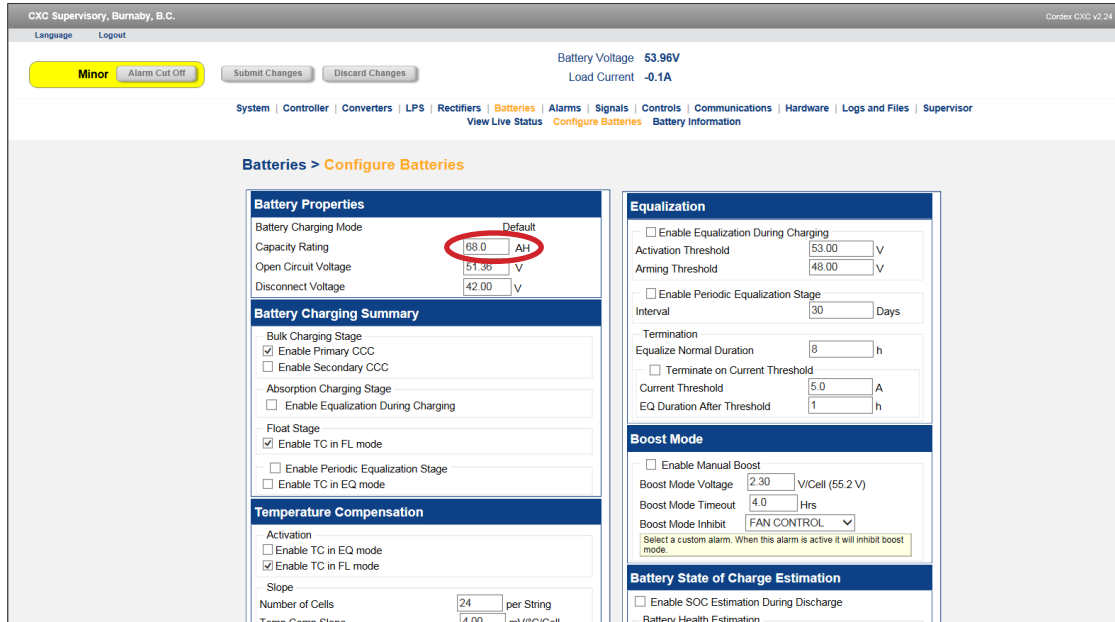 CXC Supervisory, Burnaby, B.C.
Cordex CXC v2.24
Language Logout
Minor Alarm Cut Off Submit Changes Discard Changes
Battery Voltage 53.96V
Load Current -0.1A
System | Controller | Converters | LPS | Rectifiers | Batteries | Alarms | Signals | Controls | Communications | Hardware | Logs and Files | Supervisor
View Live Status Configure Batteries Battery Information
Batteries > Configure Batteries
Battery Properties
Battery Charging Mode Default
Capacity Rating 68.0 AH
Open Circuit Voltage 51.36 V
Disconnect Voltage 42.00 V
Battery Charging Summary
Bulk Charging Stage
Enable Primary CCC
Enable Secondary CCC
Absorption Charging Stage
Enable Equalization During Charging
Float Stage
Enable TC in FL mode
Enable Periodic Equalization Stage
Enable TC in EQ mode
Temperature Compensation
Activation
Enable TC in EQ mode
Enable TC in FL mode
Slope
Number of Cells 24 per String
Temp Comp Slope 4.00 mV/°C/Cell
Equalization
Enable Equalization During Charging
Activation Threshold 53.00 V
Arming Threshold 48.00 V
Enable Periodic Equalization Stage
Interval 30 Days
Termination
Equalize Normal Duration 8 h
Terminate on Current Threshold
Current Threshold 5.0 A
EQ Duration After Threshold 1 h
Boost Mode
Enable Manual Boost
Boost Mode Voltage 2.30 V/Cell (55.2 V)
Boost Mode Timeout 4.0 Hrs
Boost Mode Inhibit FAN CONTROL
Select a custom alarm. When this alarm is active it will inhibit boost
mode.
Battery State of Charge Estimation
Enable SOC Estimation During Discharge
Battery Health Estimation